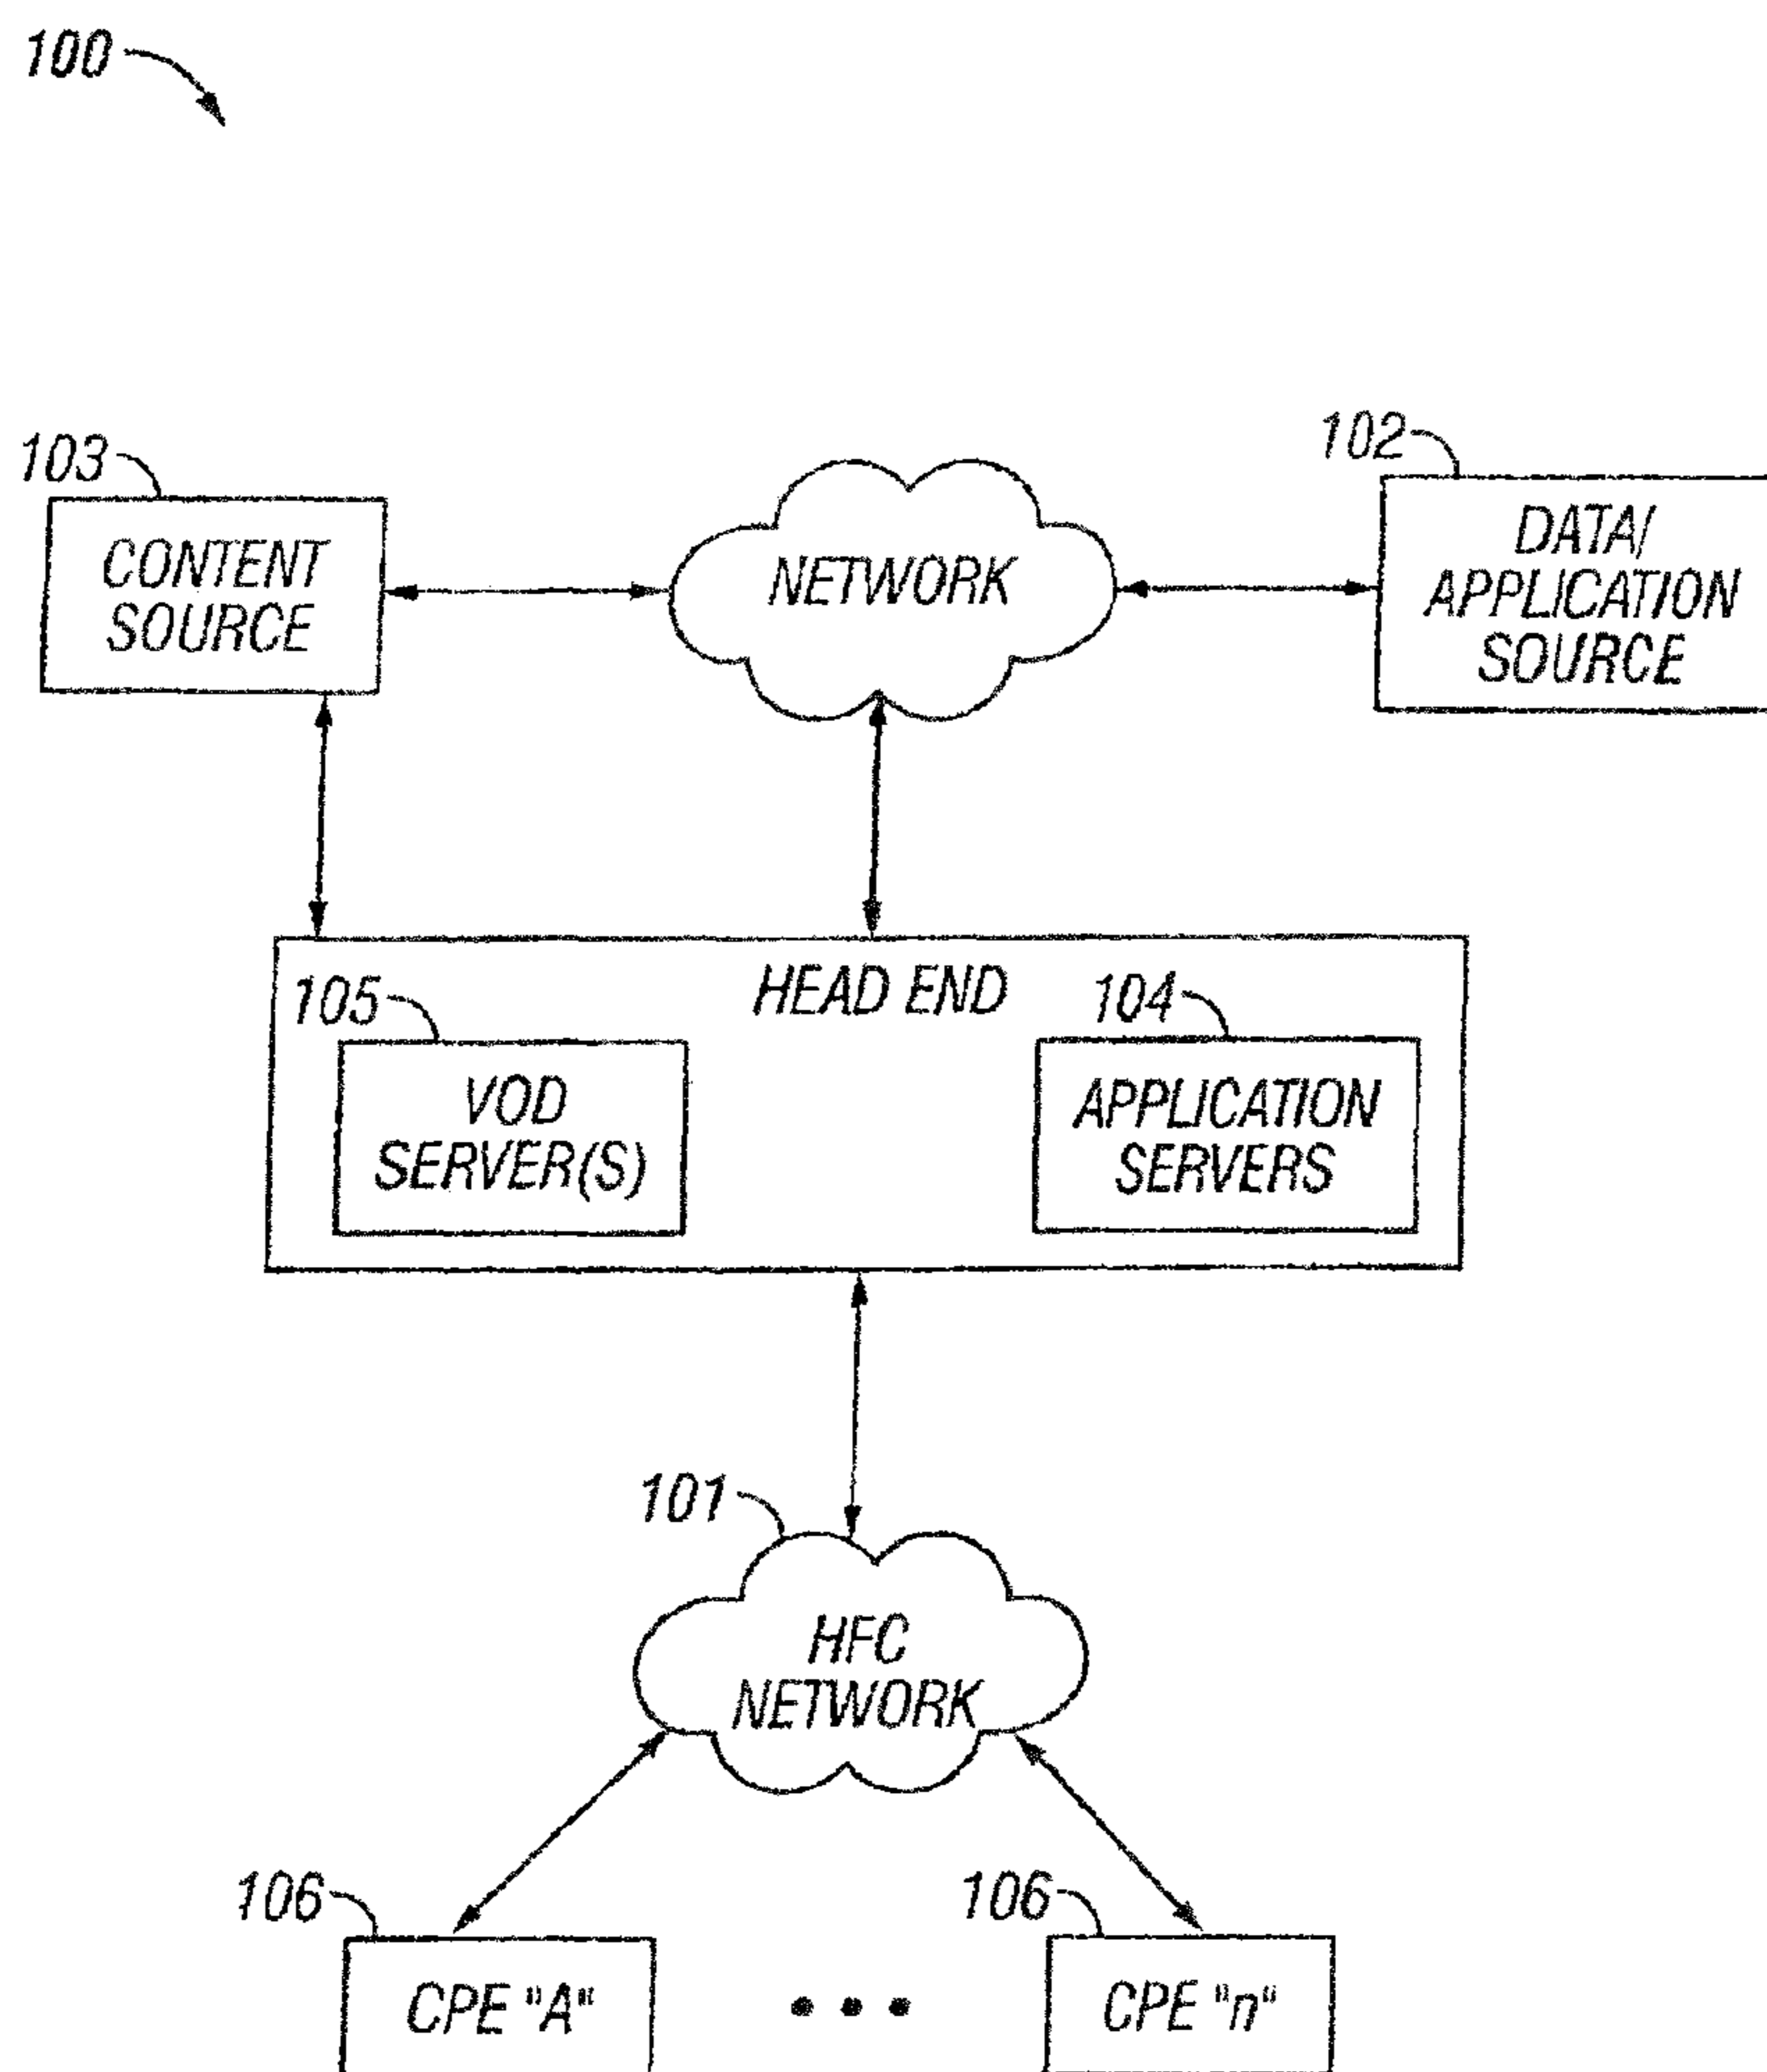 100
103
102
CONTENT
SOURCE
NETWORK
DATA/
APPLICATION
SOURCE
HEAD END
105
104
VOD
SERVER(S)
APPLICATION
SERVERS
101
HFC
NETWORK
106
106
CPE "A"
CPE "n"